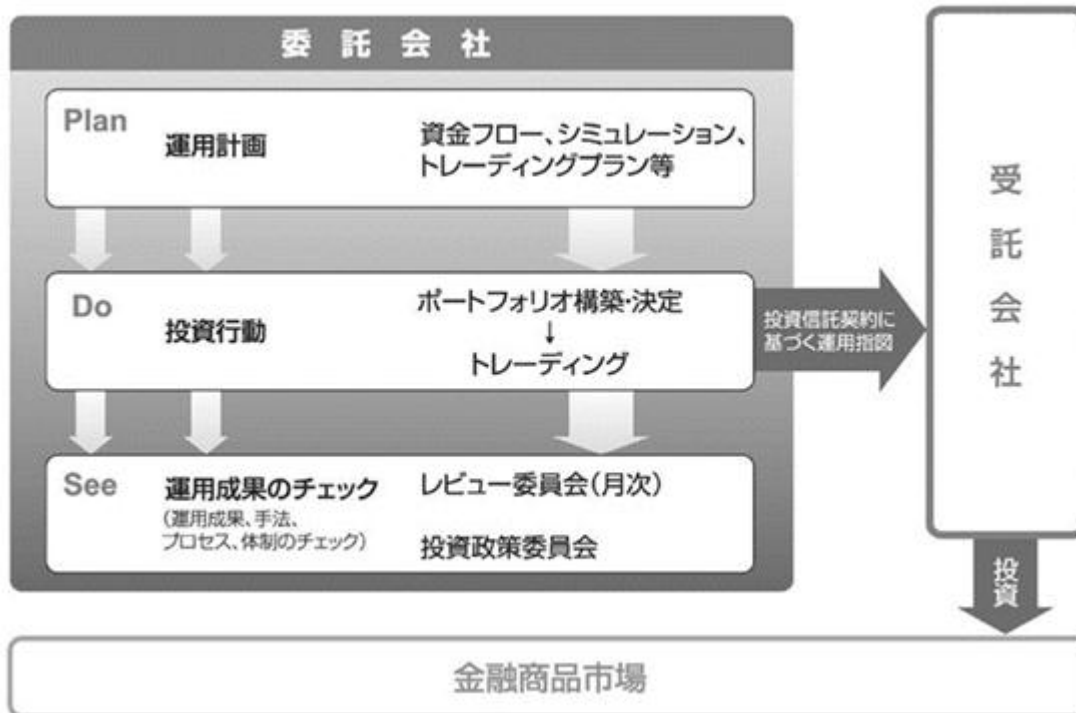 委託会社
Plan
運用計画
資金フロー、シミュレーション、
トレーディングプラン等
Do
投資行動
ポートフォリオ構築・決定
↓
トレーディング
See
運用成果のチェック
(運用成果、手法、
プロセス、体制のチェック)
レビュー委員会(月次)
投資政策委員会
投資信託契約に
基づく運用指図
受託会社
投資
金融商品市場